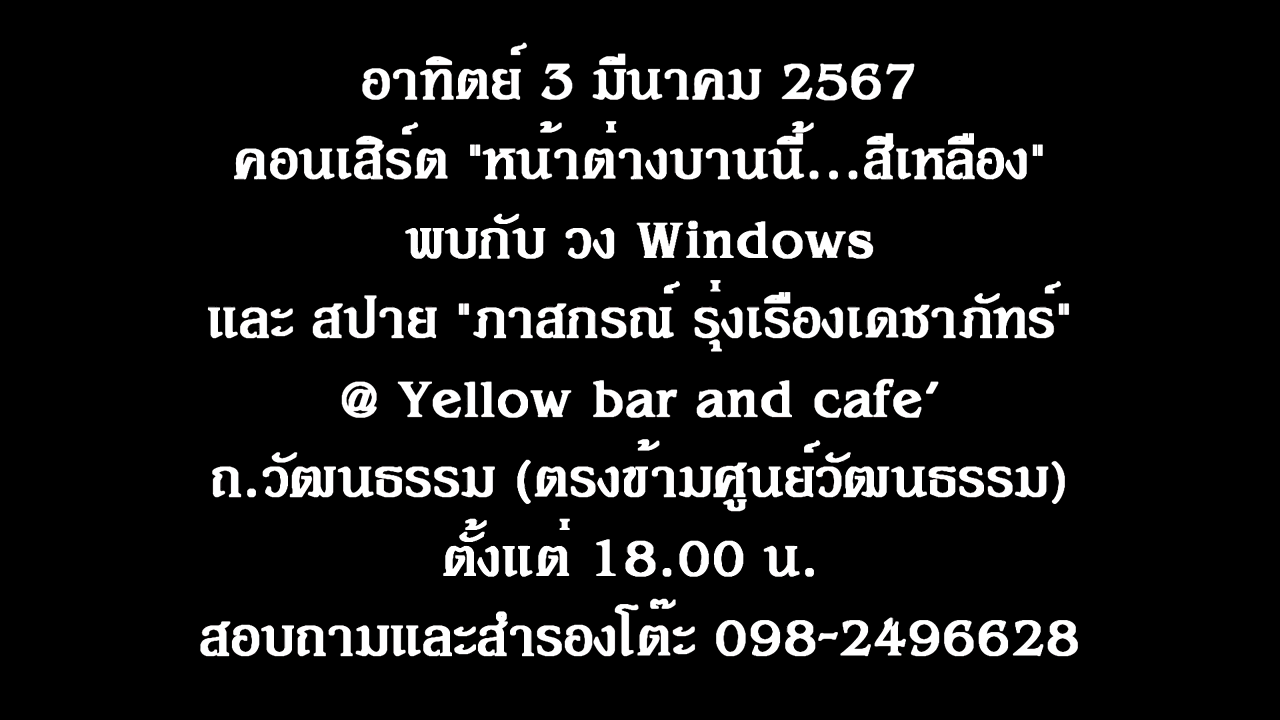 อาทิตย์ 3 มีนาคม 2567
คอนเสิร์ต "หน้าต่างบานนี้...สีเหลือง"
พบกับ วง Windows
และ สปาย "ภาสกรณ์ รุ่งเรืองเดชาภัทร์"
@ Yellow bar and cafe'
ถ.วัฒนธรรม (ตรงข้ามศูนย์วัฒนธรรม)
ตั้งแต่ 18.00 น.
สอบถามและสำรองโต๊ะ 098-2496628